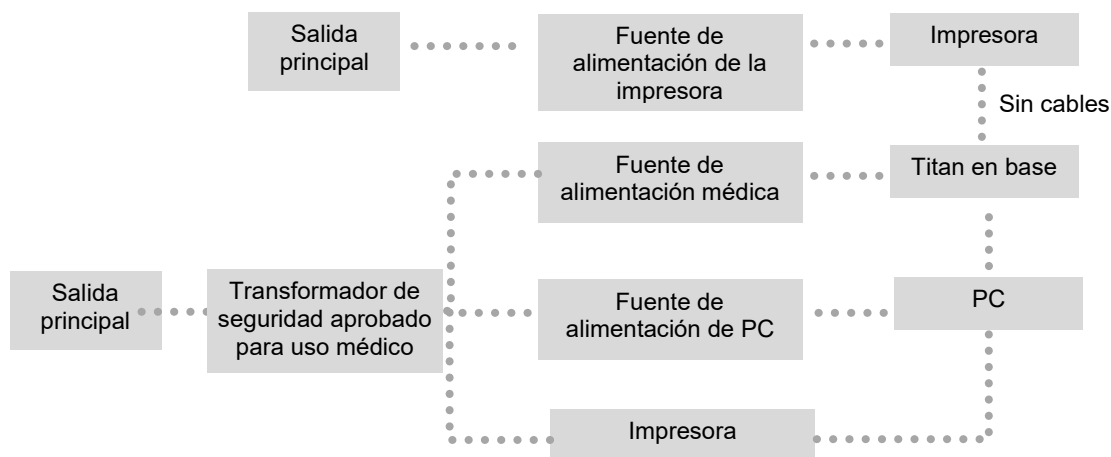 Salida
principal
Fuente de
alimentación de la
impresora
Impresora
Sin cables
Fuente de
alimentación médica
Titan en base
Salida
principal
Transformador de
seguridad aprobado
para uso médico
Fuente de
alimentación de PC
PC
Impresora